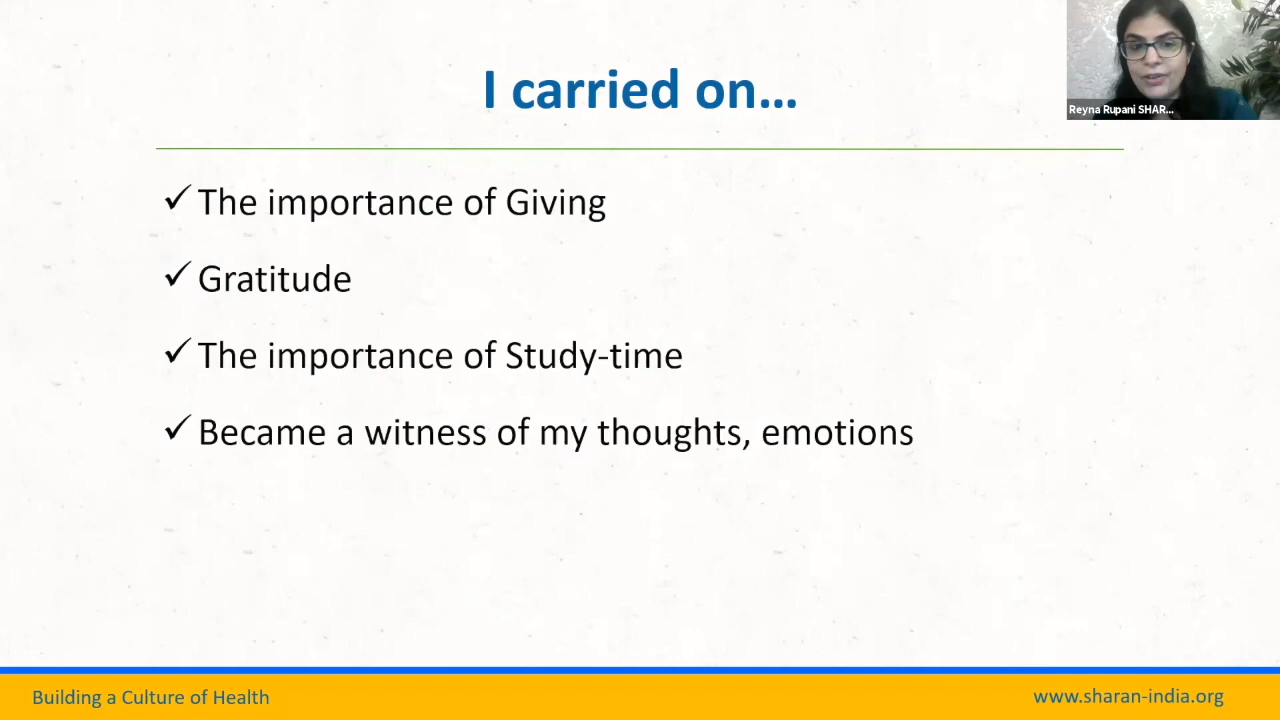 I carried on...
Reyna Rupani SHAR...
✓ The importance of Giving
✓ Gratitude
✓ The importance of Study-time
✓ Became a witness of my thoughts, emotions
Building a Culture of Health
www.sharan-india.org